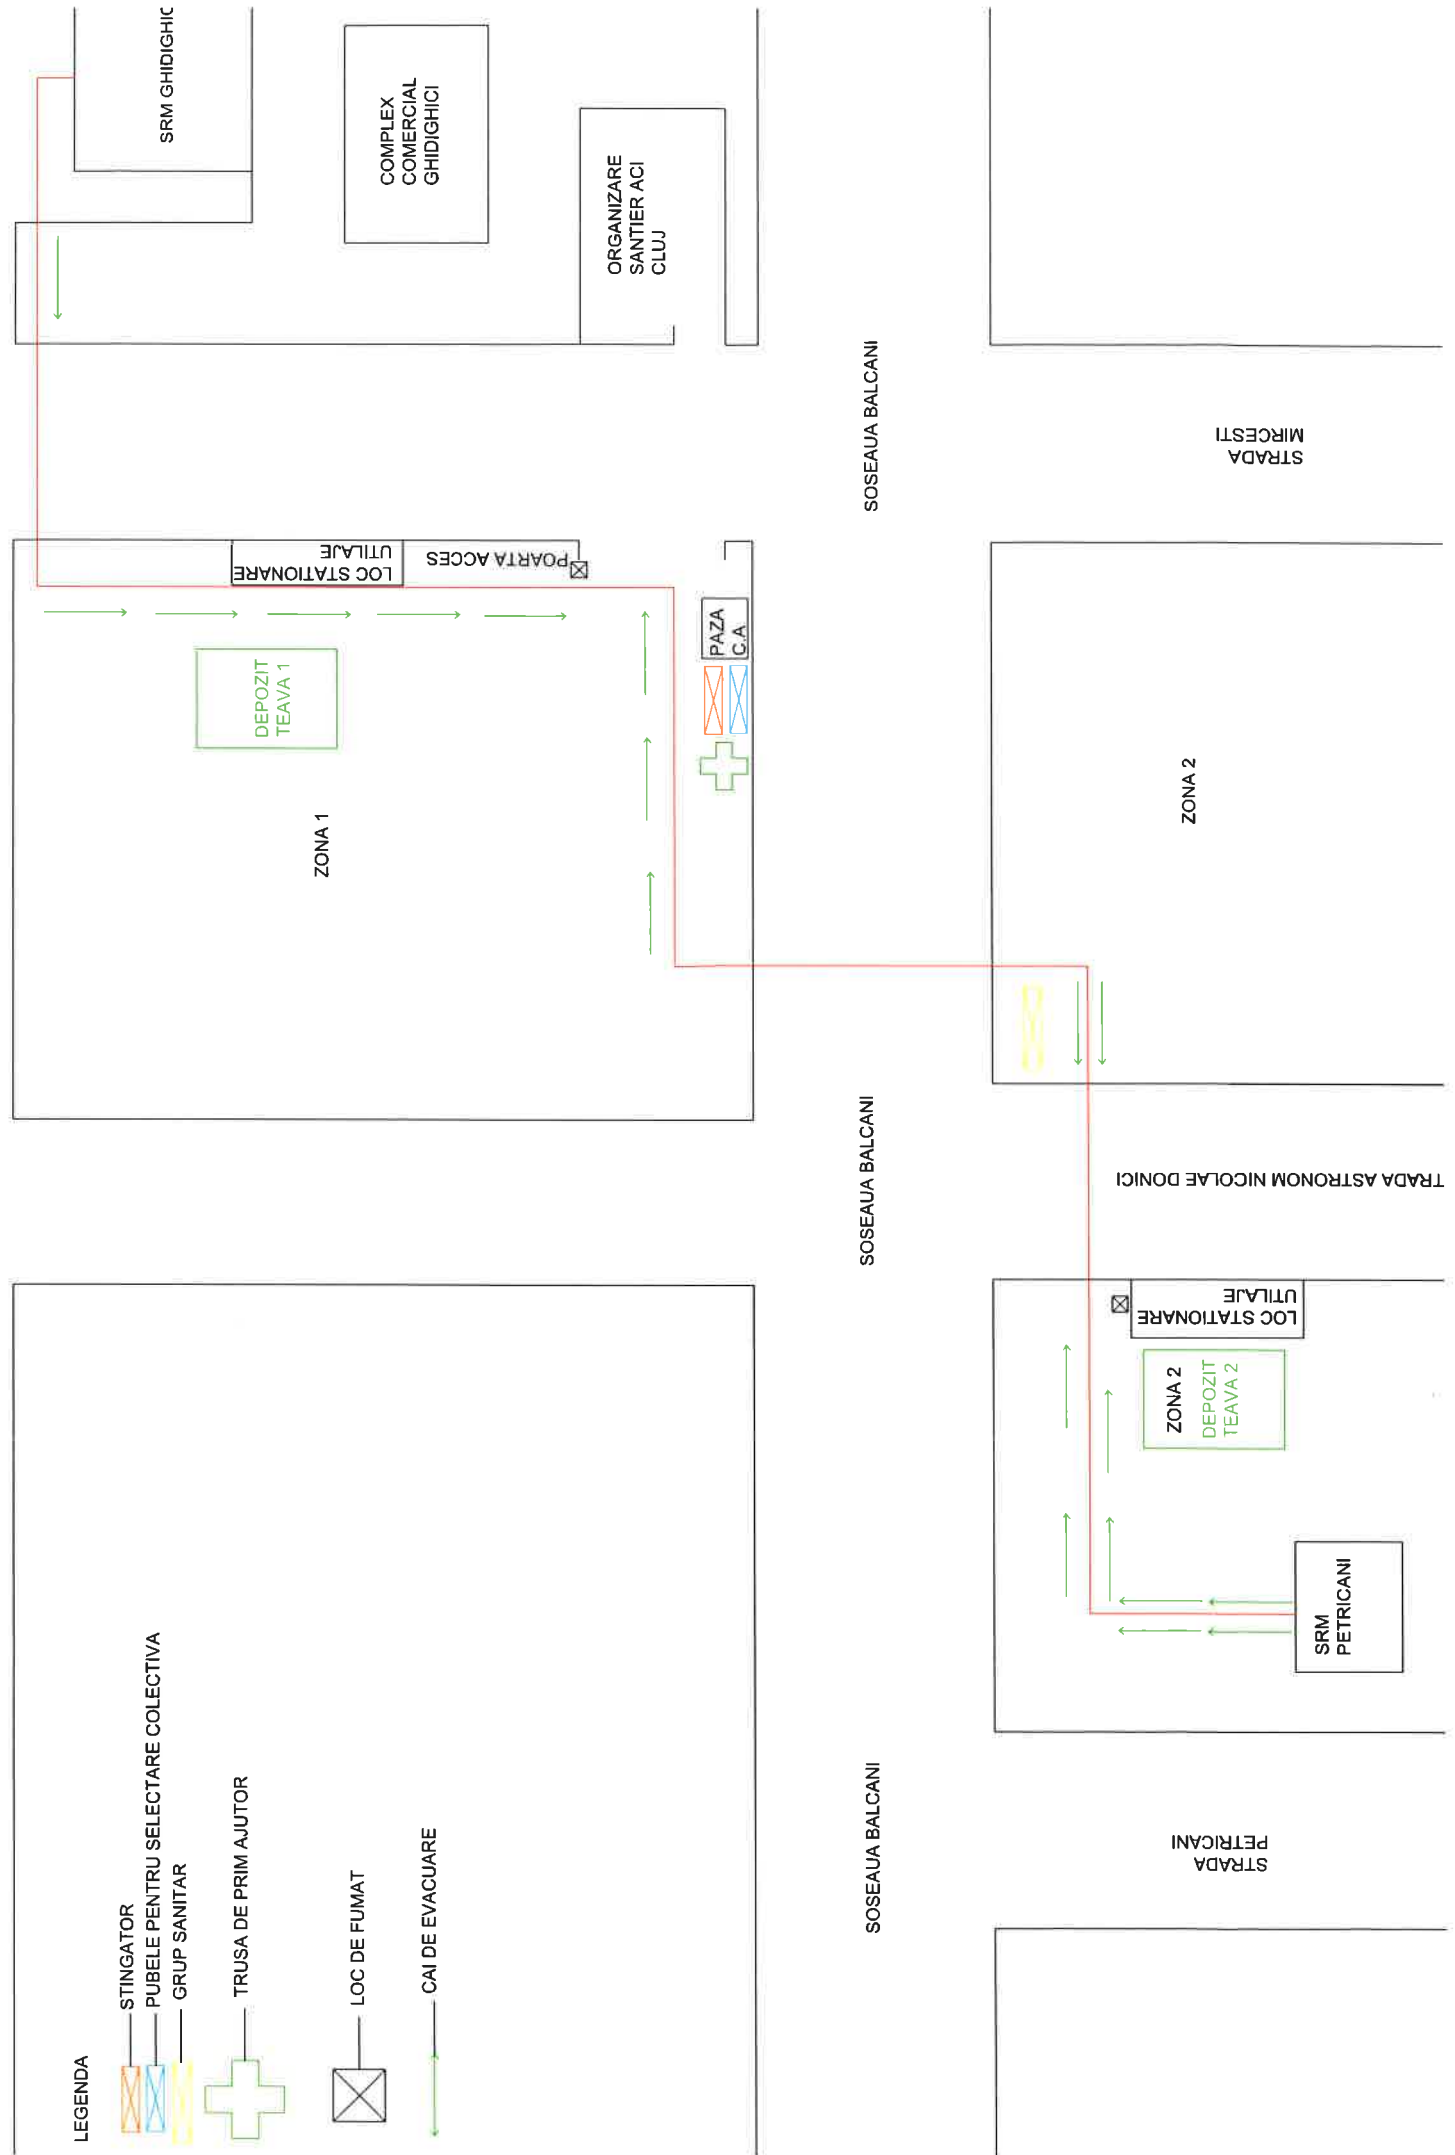 SRM GHIDIGHIC
COMPLEX
COMERCIAL
GHIDIGHICI
ORGANIZARE
SANTIER ACI
CLUJ
SOSEAUA BALCANI
STRADA
MIRCESTI
LOC STATIONARE
UTILAJE
POARTA ACCES
PAZA
C.A
DEPOZIT
TEAVA 1
ZONA 1
ZONA 2
SOSEAUA BALCANI
TRADA ASTRONOM NICOLAE DONICI
LOC STATIONARE
UTILAJE
ZONA 2
DEPOZIT
TEAVA 2
SRM
PETRICANI
SOSEAUA BALCANI
STRADA
PETRICANI
LEGENDA
STINGATOR
PUBELE PENTRU SELECTARE COLECTIVA
GRUP SANITAR
TRUSA DE PRIM AJUTOR
LOC DE FUMAT
CAI DE EVACUARE